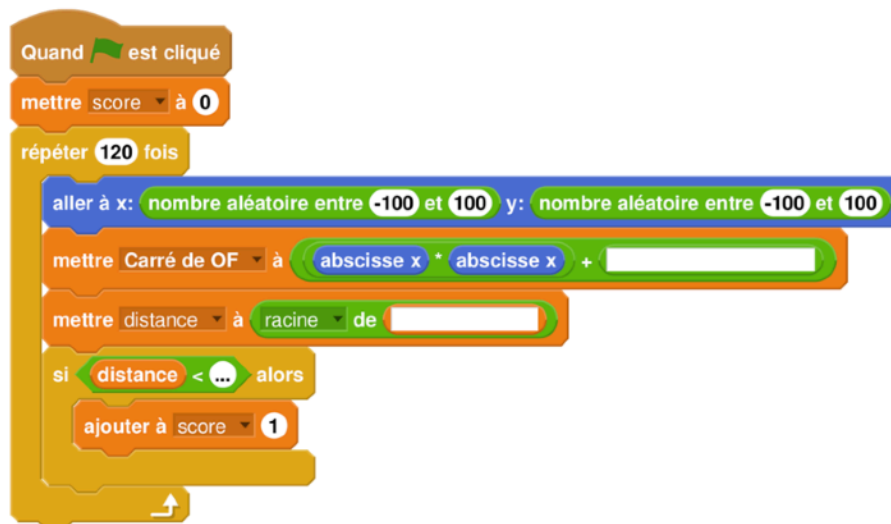 Quand est cliqué
mettre score à 0
répéter 120 fois
aller à x: nombre aléatoire entre -100 et 100 y: nombre aléatoire entre -100 et 100
mettre Carré de OF à abscisse x * abscisse x +
mettre distance à racine de
si distance < ... alors
ajouter à score 1